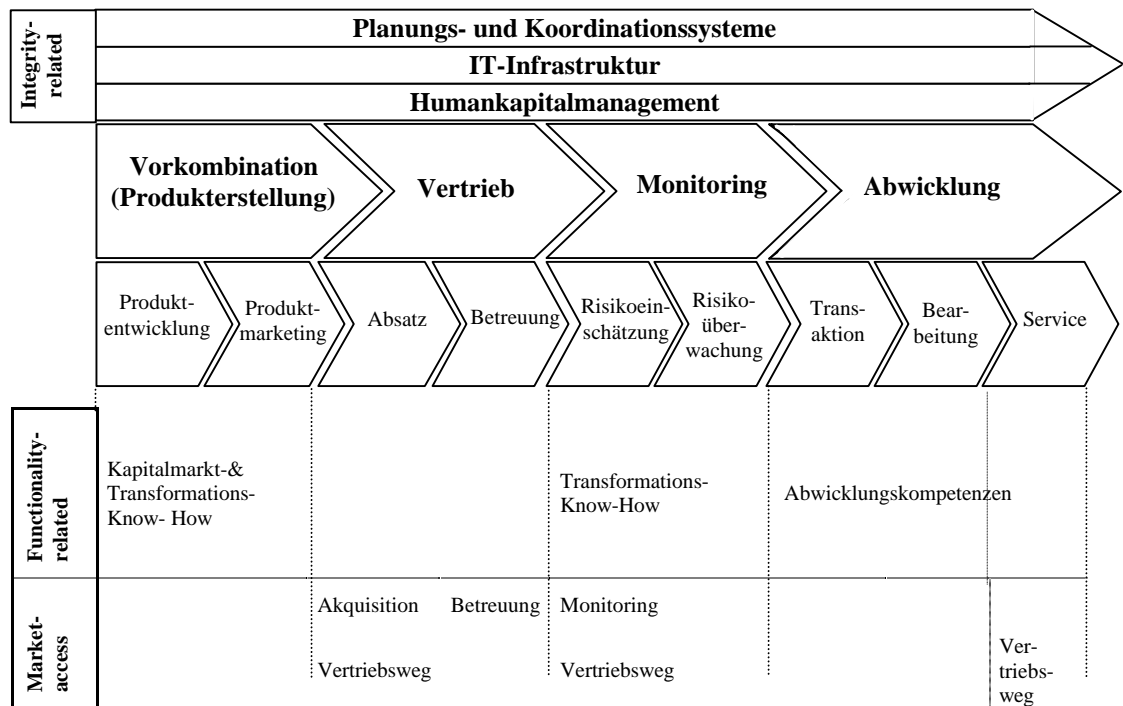 Integrity-
related
Planungs- und Koordinationssysteme
IT-Infrastruktur
Humankapitalmanagement
Vorkombination
(Produkterstellung)
Vertrieb
Monitoring
Abwicklung
Produkt-
entwicklung
Produkt-
marketing
Absatz
Betreuung
Risikoein-
schätzung
Risiko-
über-
wachung
Trans-
aktion
Bear-
beitung
Service
Functionality-
related
Kapitalmarkt-&
Transformations-
Know- How
Transformations-
Know-How
Abwicklungskompetenzen
Market-
access
Akquisition
Betreuung
Monitoring
Vertriebsweg
Vertriebsweg
Ver-
triebs-
weg